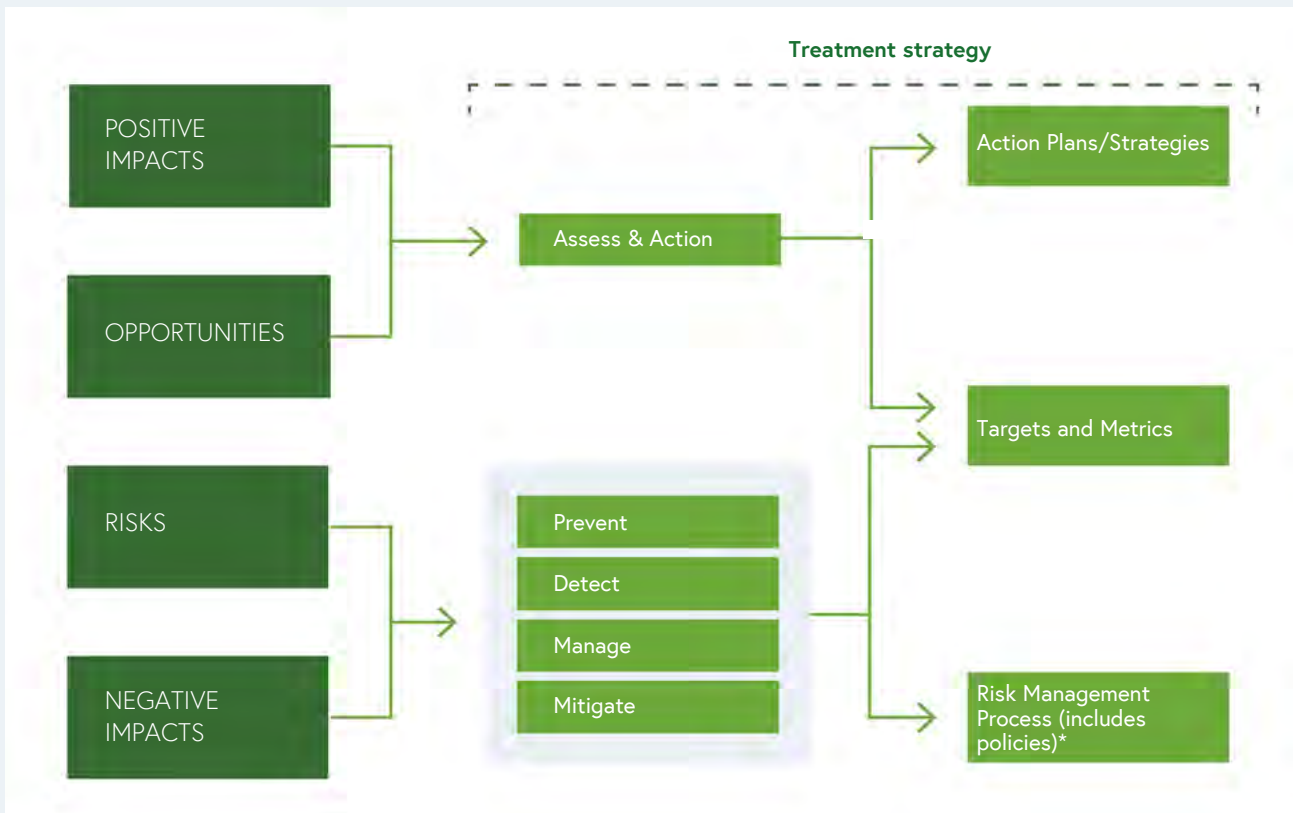 Treatment strategy
POSITIVE
IMPACTS
OPPORTUNITIES
RISKS
NEGATIVE
IMPACTS
Assess & Action
Prevent
Detect
Manage
Mitigate
Action Plans/Strategies
Targets and Metrics
Risk Management
Process (includes
policies)*